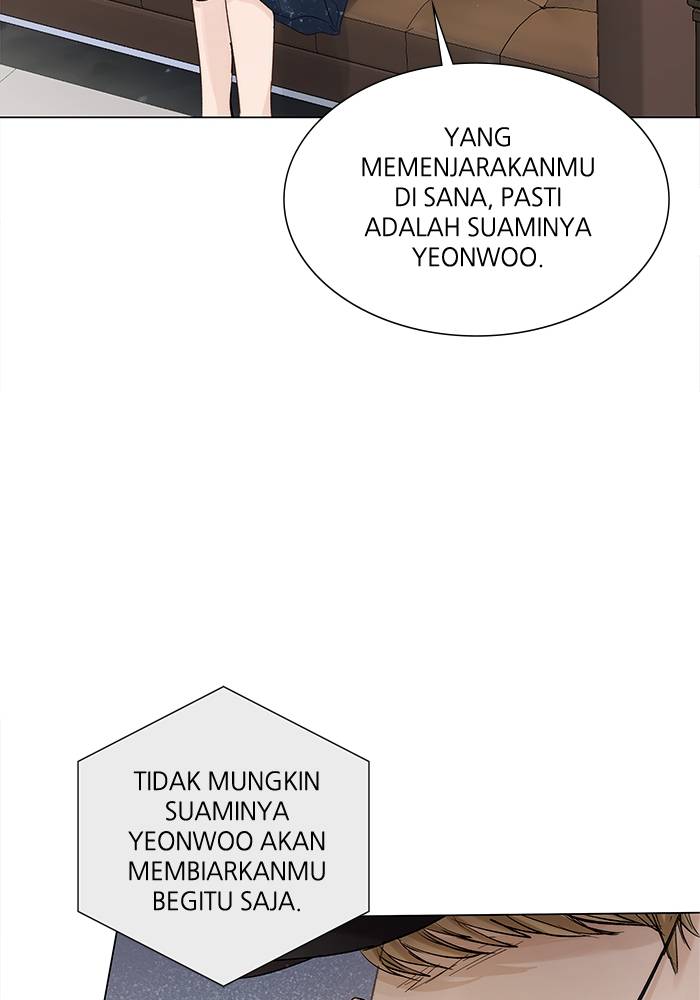 YANG
MEMENJARAKANMU
DI SANA, PASTI
ADALAH SUAMINYA
YEONWOO.
TIDAK MUNGKIN
SUAMINYA
YEONWOO AKAN
MEMBIARKANMU
BEGITU SAJA.